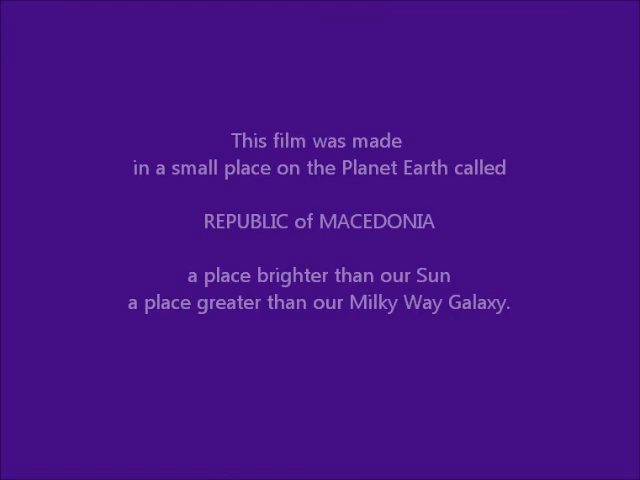 This film was made
in a small place on the Planet Earth called
REPUBLIC of MACEDONIA
a place brighter than our Sun
a place greater than our Milky Way Galaxy.